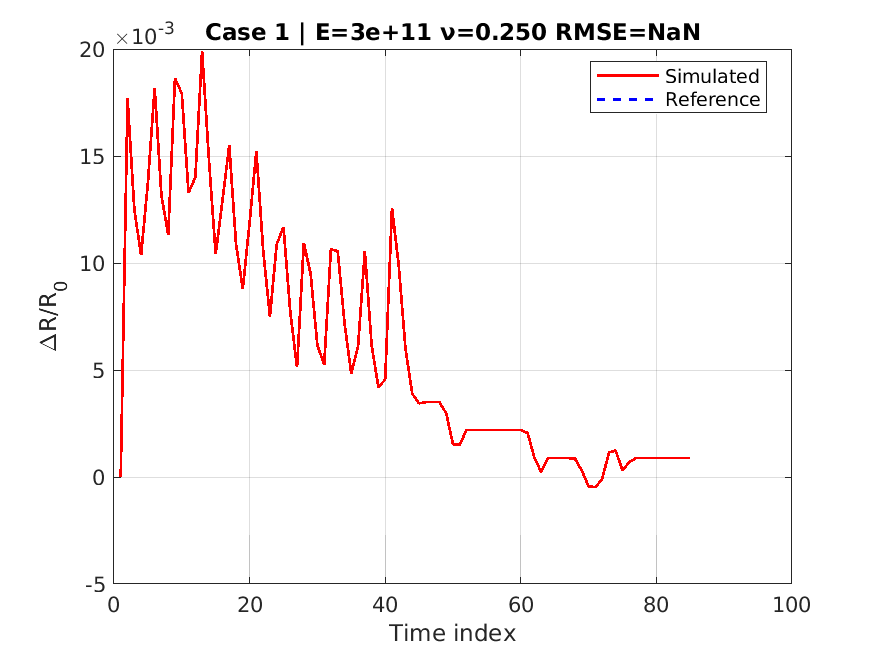 ×10⁻³
Case 1 | E=3e+11 ν=0.250 RMSE=NaN
Simulated
Reference
ΔR/R₀
20
15
10
5
0
-5
0 20 40 60 80 100
Time index